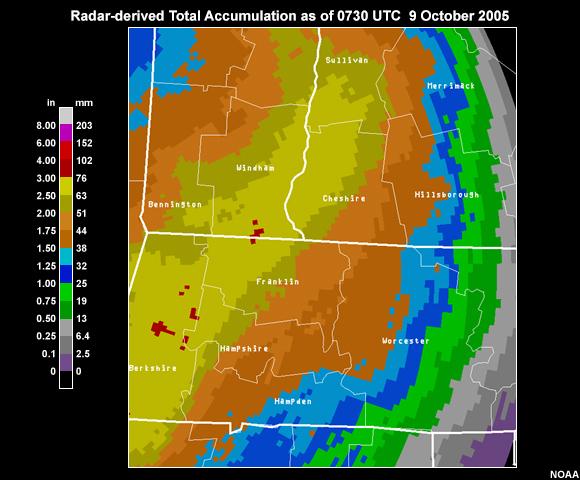 Radar-derived Total Accumulation as of 0730 UTC 9 October 2005
in mm
8.00 203
6.00 152
4.00 102
3.00 76
2.50 63
2.00 51
1.75 44
1.50 38
1.25 32
1.00 25
0.75 19
0.50 13
0.25 6.4
0.1 2.5
0 0
Sullivan
Merrimack
Windham
Bennington
Cheshire
Hillsborough
Franklin
Worcester
Hampshire
Berkshire
Hampden
NOAA